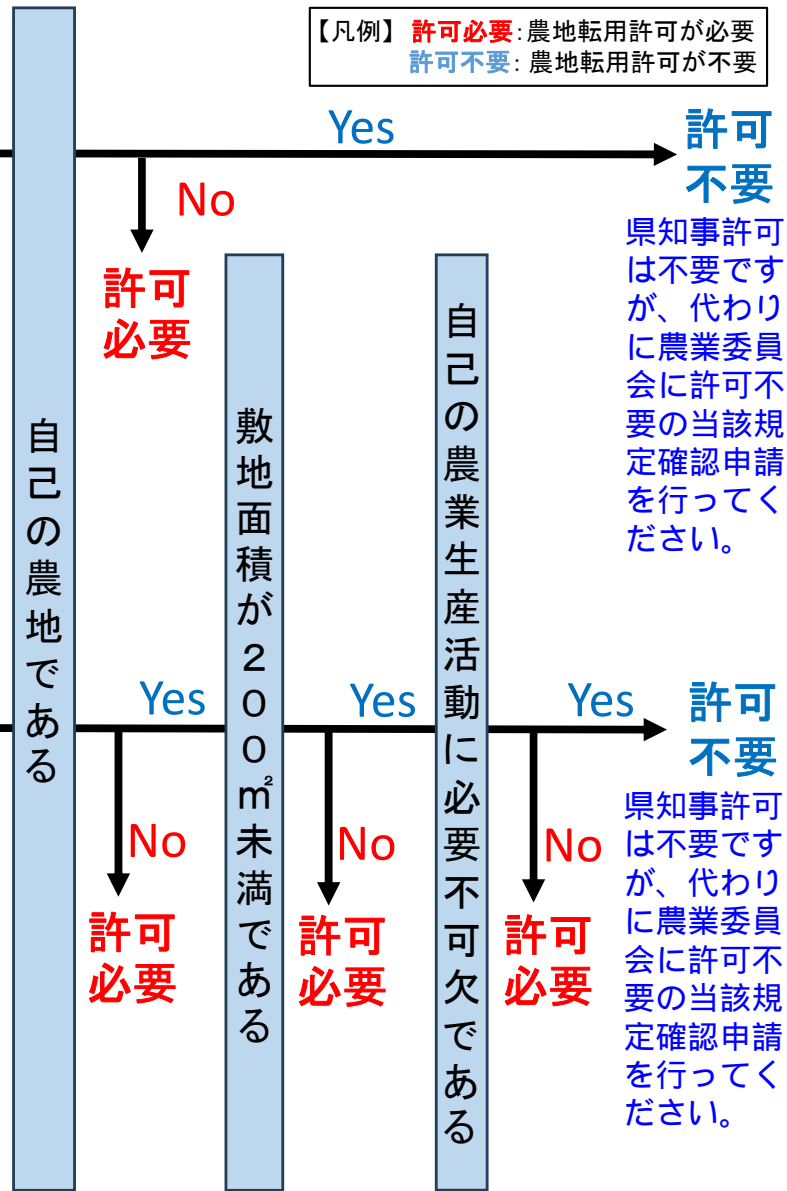 【凡例】 許可必要：農地転用許可が必要
許可不要：農地転用許可が不要
自己の農地である
Yes
許可
不要
県知事許可
は不要です
が、代わり
に農業委員
会に許可不
要の当該規
定確認申請
を行ってく
ださい。
No
許可
必要
敷地面積が２００㎡未満である
自己の農業生産活動に必要不可欠である
Yes
Yes
Yes
許可
不要
県知事許可
は不要です
が、代わり
に農業委員
会に許可不
要の当該規
定確認申請
を行ってく
ださい。
No
許可
必要
No
許可
必要
No
許可
必要